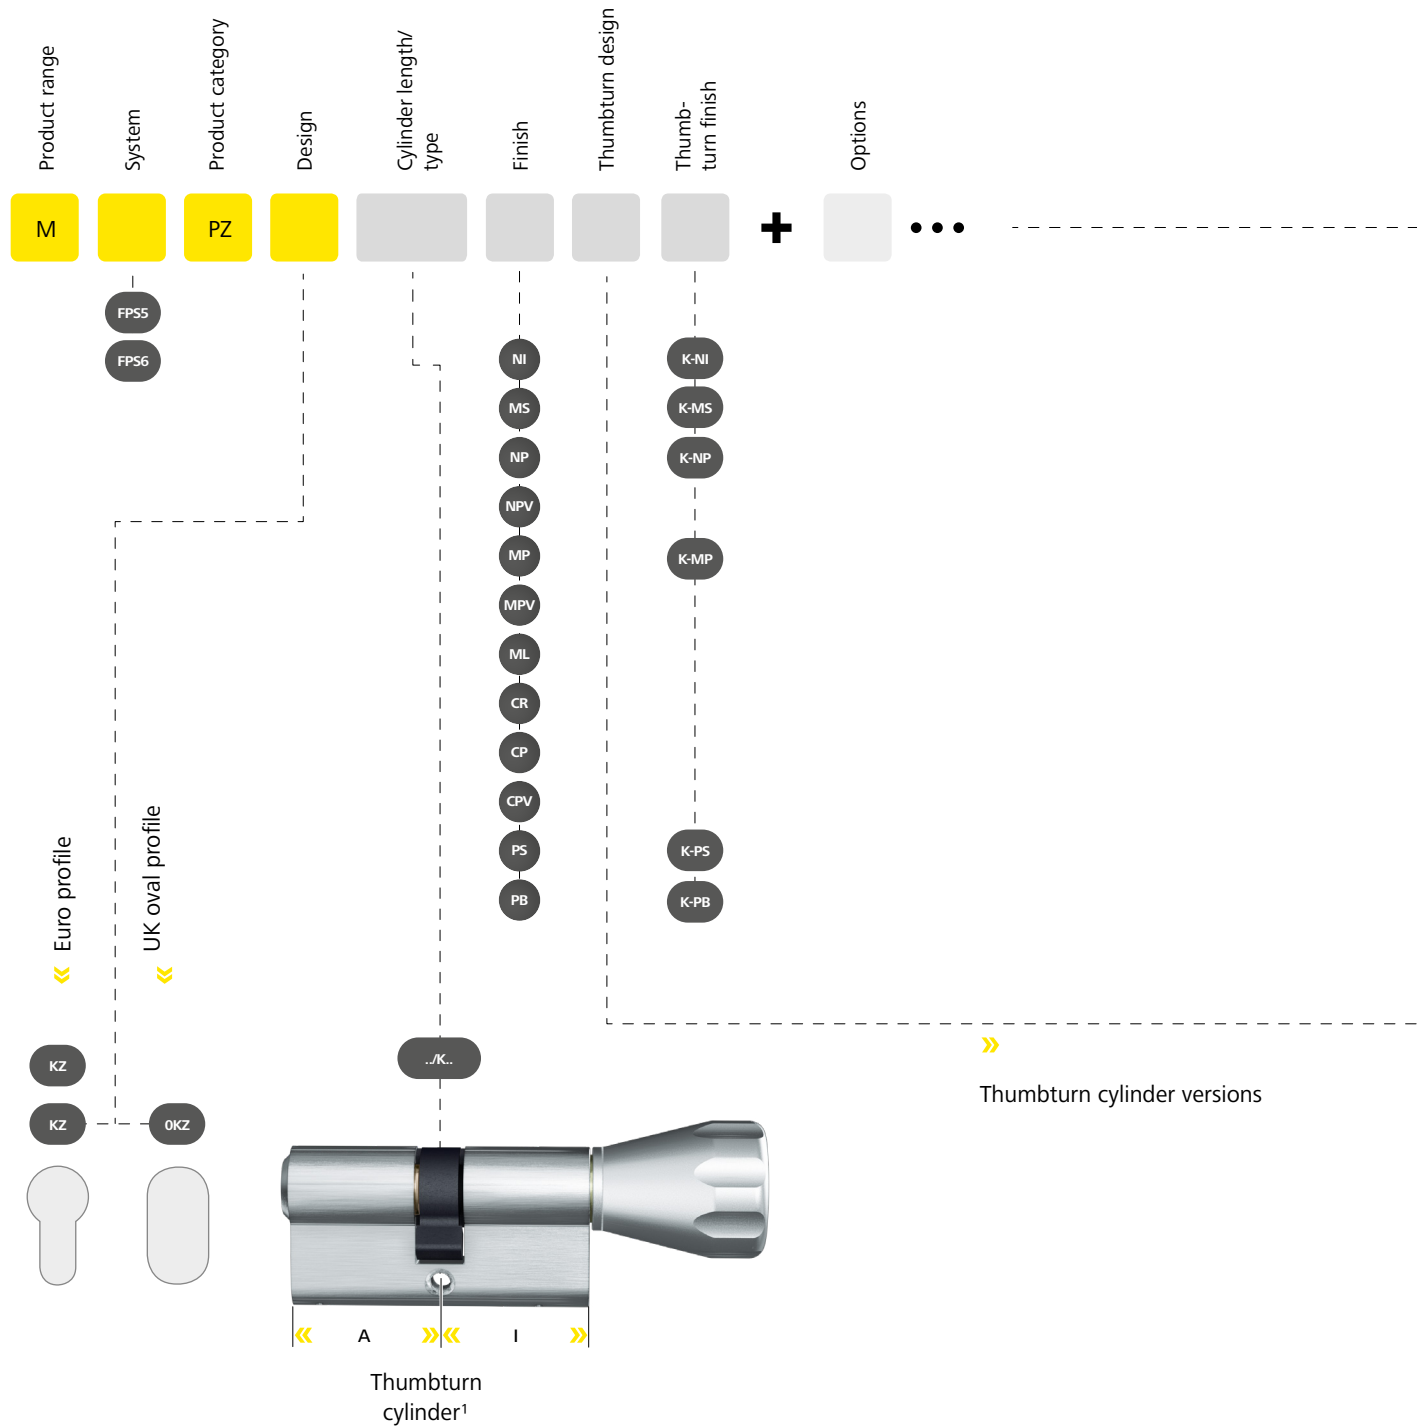 Product range
System
Product category
Design
Cylinder length/
type
Finish
Thumbturn design
Thumb-
turn finish
Options
M
PZ
FPS5
FPS6
NI
MS
NP
NPV
MP
MPV
ML
CR
CP
CPV
PS
PB
K-NI
K-MS
K-NP
K-MP
K-PS
K-PB
Euro profile
UK oval profile
KZ
KZ
0KZ
../K..
Thumbturn cylinder versions
A
I
Thumbturn
cylinder¹